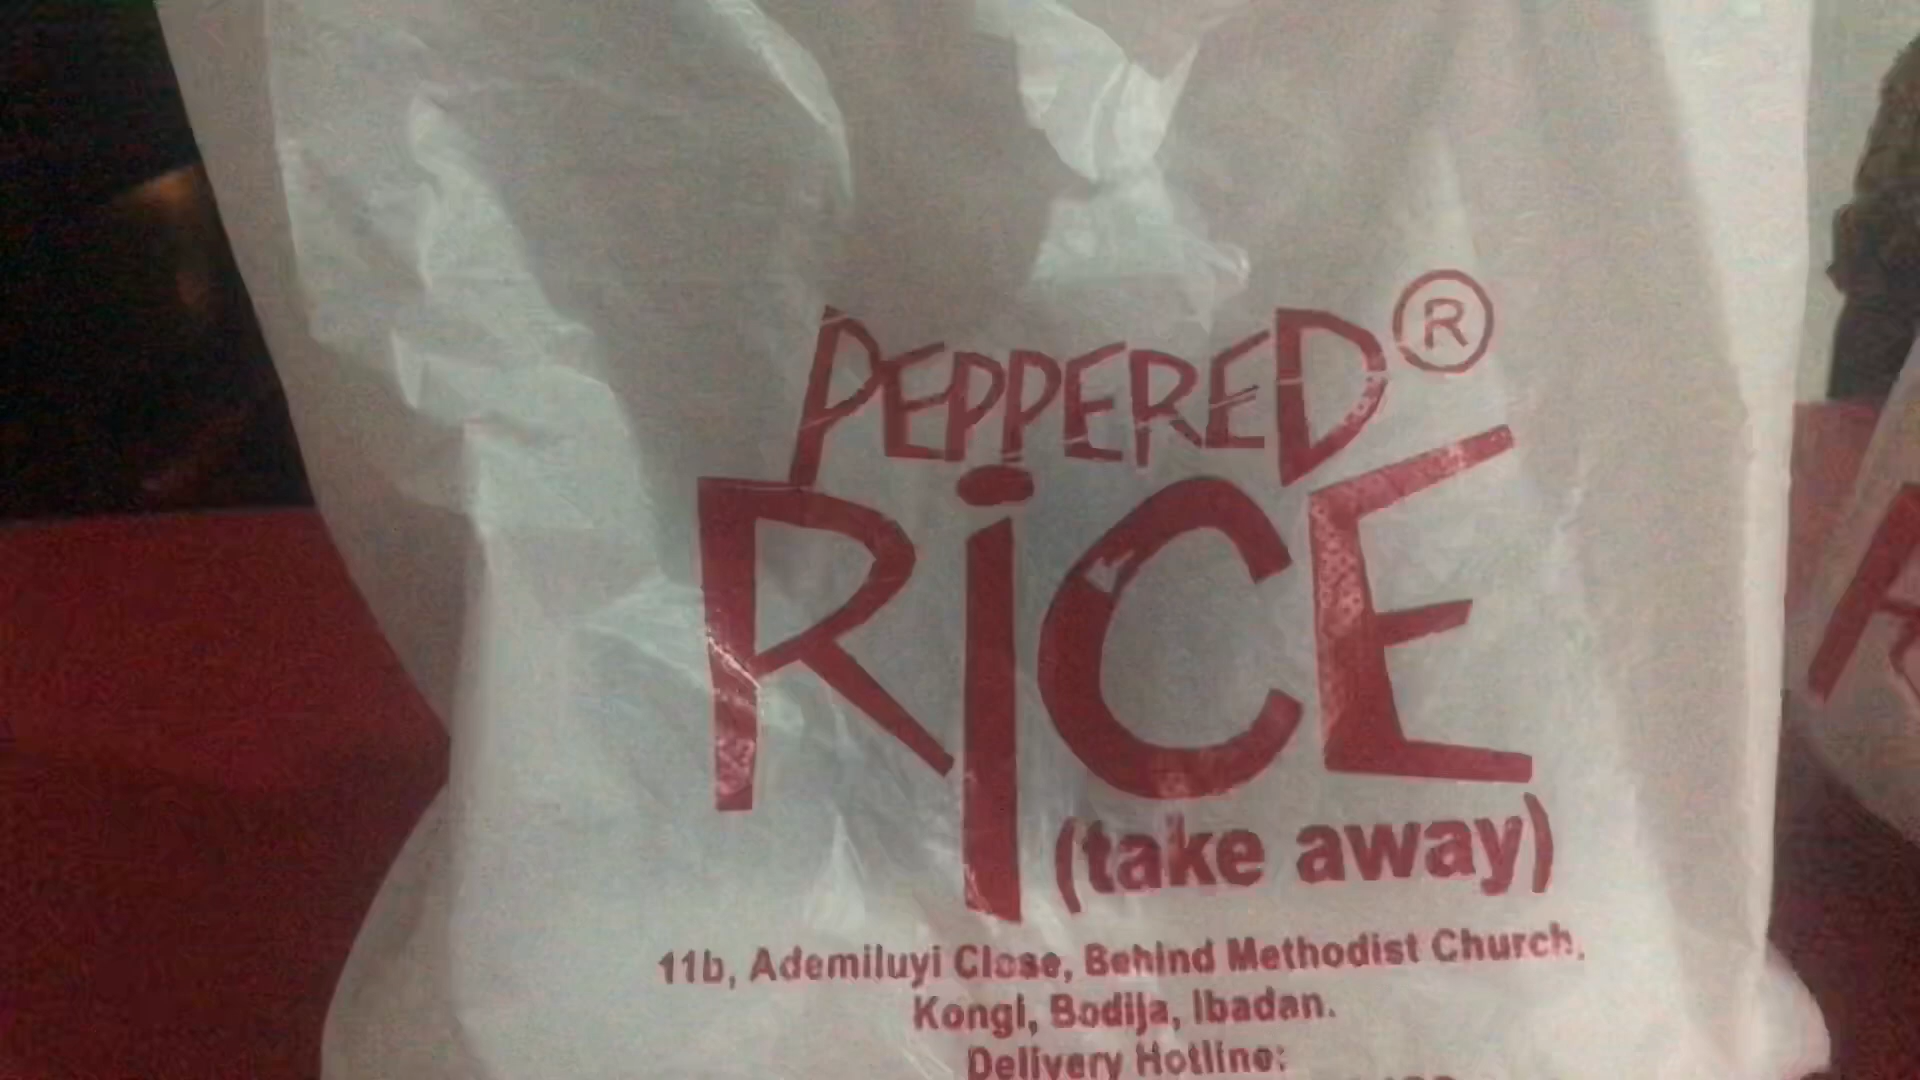 PEPPERED®
RiCE
(take away)
11b, Ademiluyi Close, Behind Methodist Church,
Kongi, Bodija, Ibadan.
Delivery Hotline: